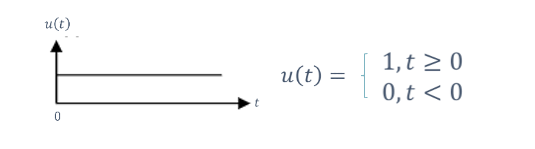 u(t)
t
0
u(t) = { 1, t ≥ 0
0, t < 0